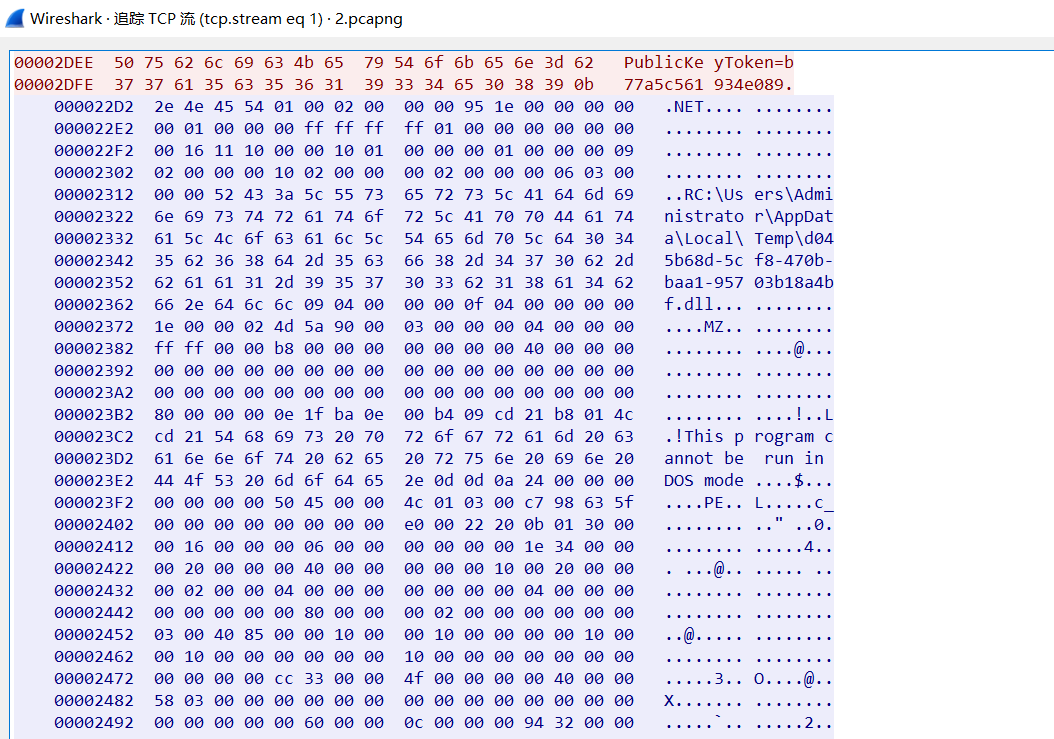 Wireshark · 追踪 TCP 流 (tcp.stream eq 1) · 2.pcapng
00002DEE 50 75 62 6c 69 63 4b 65 79 54 6f 6b 65 6e 3d 62 PublicKe yToken=b
00002DFE 37 37 61 35 63 35 36 31 39 33 34 65 30 38 39 0b 77a5c561 934e089.
000022D2 2e 4e 45 54 01 00 02 00 00 00 95 1e 00 00 00 00 .NET.... ........
000022E2 00 01 00 00 00 ff ff ff ff 01 00 00 00 00 00 00 ........ ........
000022F2 00 16 11 10 00 00 10 01 00 00 00 01 00 00 00 09 ........ ........
00002302 02 00 00 00 10 02 00 00 00 02 00 00 00 06 03 00 ........ ........
00002312 00 00 52 43 3a 5c 55 73 65 72 73 5c 41 64 6d 69 ..RC:\Us ers\Admi
00002322 6e 69 73 74 72 61 74 6f 72 5c 41 70 70 44 61 74 nistrato r\AppDat
00002332 61 5c 4c 6f 63 61 6c 5c 54 65 6d 70 5c 64 30 34 a\Local\ Temp\d04
00002342 35 62 36 38 64 2d 35 63 66 38 2d 34 37 30 62 2d 5b68d-5c f8-470b-
00002352 62 61 61 31 2d 39 35 37 30 33 62 31 38 61 34 62 baa1-957 03b18a4b
00002362 66 2e 64 6c 6c 09 04 00 00 00 0f 04 00 00 00 00 f.dll... ........
00002372 1e 00 00 02 4d 5a 90 00 03 00 00 00 04 00 00 00 ....MZ.. ........
00002382 ff ff 00 00 b8 00 00 00 00 00 00 00 40 00 00 00 ........ ....@...
00002392 00 00 00 00 00 00 00 00 00 00 00 00 00 00 00 00 ........ ........
000023A2 00 00 00 00 00 00 00 00 00 00 00 00 00 00 00 00 ........ ........
000023B2 80 00 00 00 0e 1f ba 0e 00 b4 09 cd 21 b8 01 4c ........ ....!..L
000023C2 cd 21 54 68 69 73 20 70 72 6f 67 72 61 6d 20 63 .!This p rogram c
000023D2 61 6e 6e 6f 74 20 62 65 20 72 75 6e 20 69 6e 20 annot be run in
000023E2 44 4f 53 20 6d 6f 64 65 2e 0d 0d 0a 24 00 00 00 DOS mode ....$...
000023F2 00 00 00 00 50 45 00 00 4c 01 03 00 c7 98 63 5f ....PE.. L.....c_
00002402 00 00 00 00 00 00 00 00 e0 00 22 20 0b 01 30 00 ........ .." ..0.
00002412 00 16 00 00 00 06 00 00 00 00 00 00 1e 34 00 00 ........ .....4..
00002422 00 20 00 00 00 40 00 00 00 00 00 10 00 20 00 00 . ...@.. ..... ..
00002432 00 02 00 00 04 00 00 00 00 00 00 00 04 00 00 00 ........ ........
00002442 00 00 00 00 00 80 00 00 00 02 00 00 00 00 00 00 ........ ........
00002452 03 00 40 85 00 00 10 00 00 10 00 00 00 00 10 00 ..@..... ........
00002462 00 10 00 00 00 00 00 00 10 00 00 00 00 00 00 00 ........ ........
00002472 00 00 00 00 cc 33 00 00 4f 00 00 00 00 40 00 00 .....3.. O....@..
00002482 58 03 00 00 00 00 00 00 00 00 00 00 00 00 00 00 X....... ........
00002492 00 00 00 00 00 60 00 00 0c 00 00 00 94 32 00 00 .....`.. .....2..